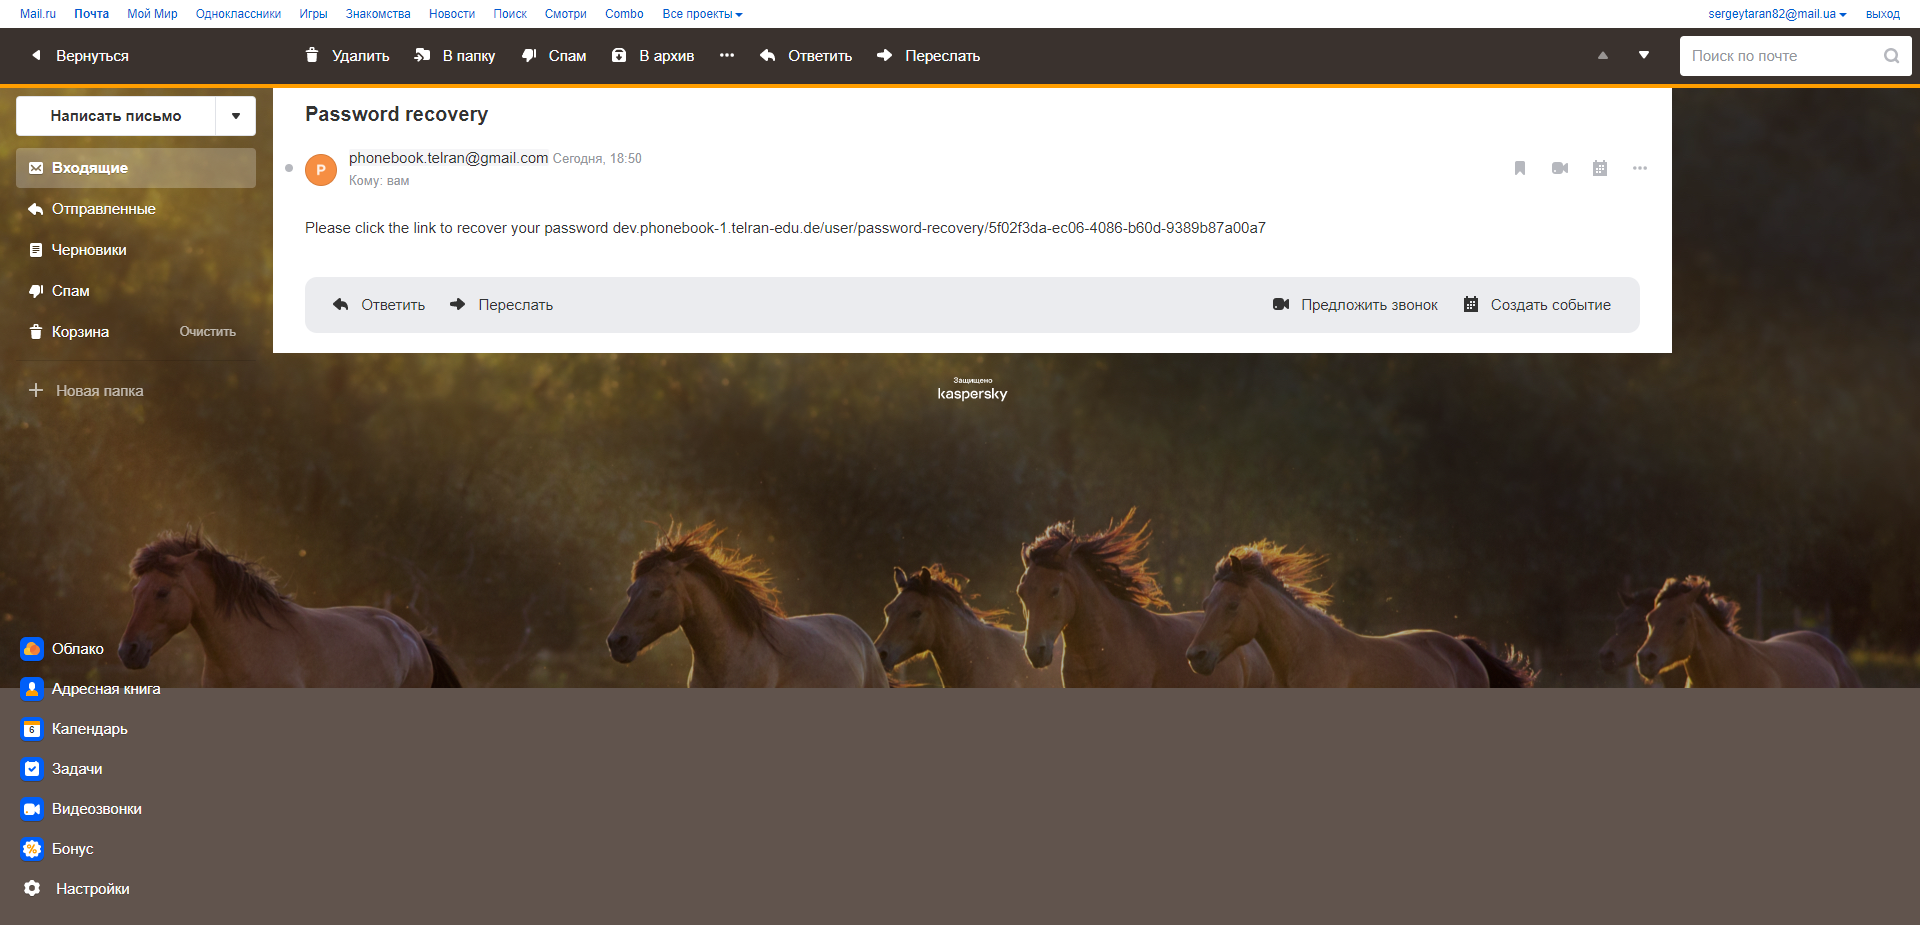 Mail.ru Почта Мой Мир Одноклассники Игры Знакомства Новости Поиск Смотри Combo Все проекты sergeytaran82@mail.ua выход
Вернуться Удалить В папку Спам В архив Ответить Переслать Поиск по почте
Написать письмо
Входящие
Отправленные
Черновики
Спам
Корзина Очистить
Новая папка
Password recovery
P phonebook.telran@gmail.com Сегодня, 18:50
Кому: вам
Please click the link to recover your password dev.phonebook-1.telran-edu.de/user/password-recovery/5f02f3da-ec06-4086-b60d-9389b87a00a7
Ответить Переслать Предложить звонок Создать событие
Защищено
kaspersky
Облако
Адресная книга
6 Календарь
Задачи
Видеозвонки
% Бонус
Настройки